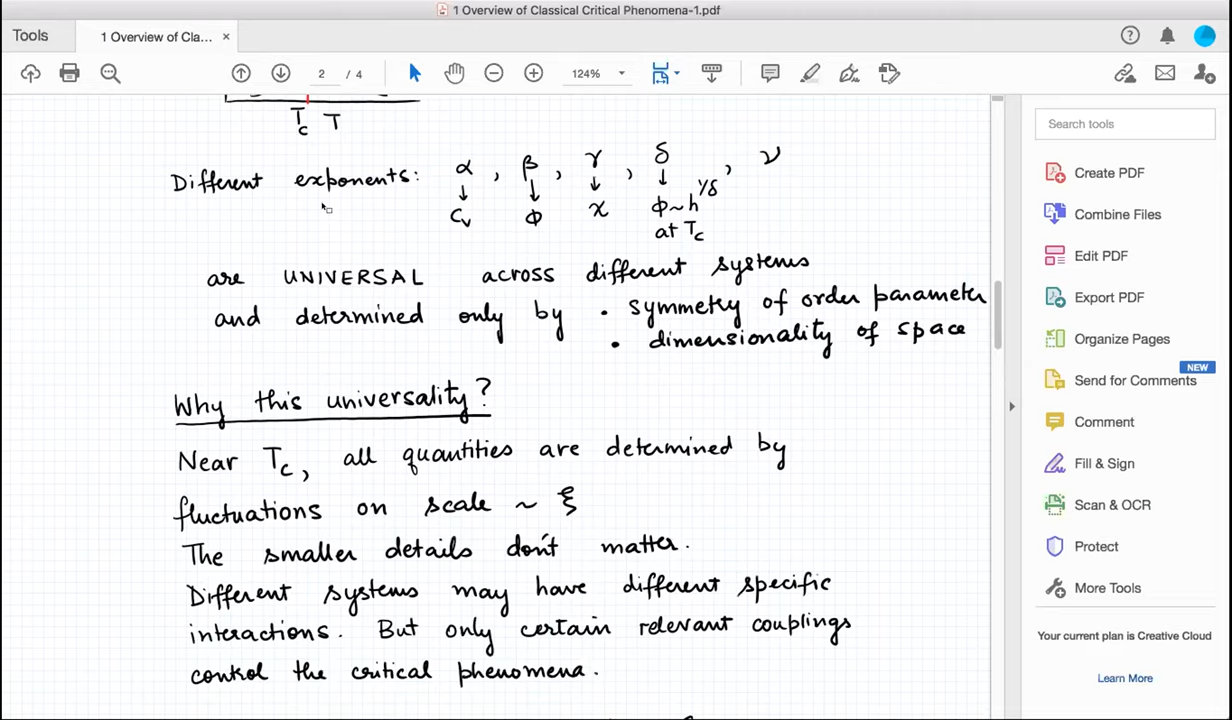 1 Overview of Classical Critical Phenomena-1.pdf
Tools
1 Overview of Cla... ×
2 / 4
124%
Search tools
T_c T
Different exponents: α, β, γ, δ, ν
↓ ↓ ↓ ↓
C_v φ χ φ~h^{1/δ}
at T_c
are UNIVERSAL across different systems
and determined only by • symmetry of order parameter
• dimensionality of space
Why this universality?
Near T_c, all quantities are determined by
fluctuations on scale ~ ξ
The smaller details don't matter.
Different systems may have different specific
interactions. But only certain relevant couplings
control the critical phenomena.
Create PDF
Combine Files
Edit PDF
Export PDF
Organize Pages
NEW
Send for Comments
Comment
Fill & Sign
Scan & OCR
Protect
More Tools
Your current plan is Creative Cloud
Learn More